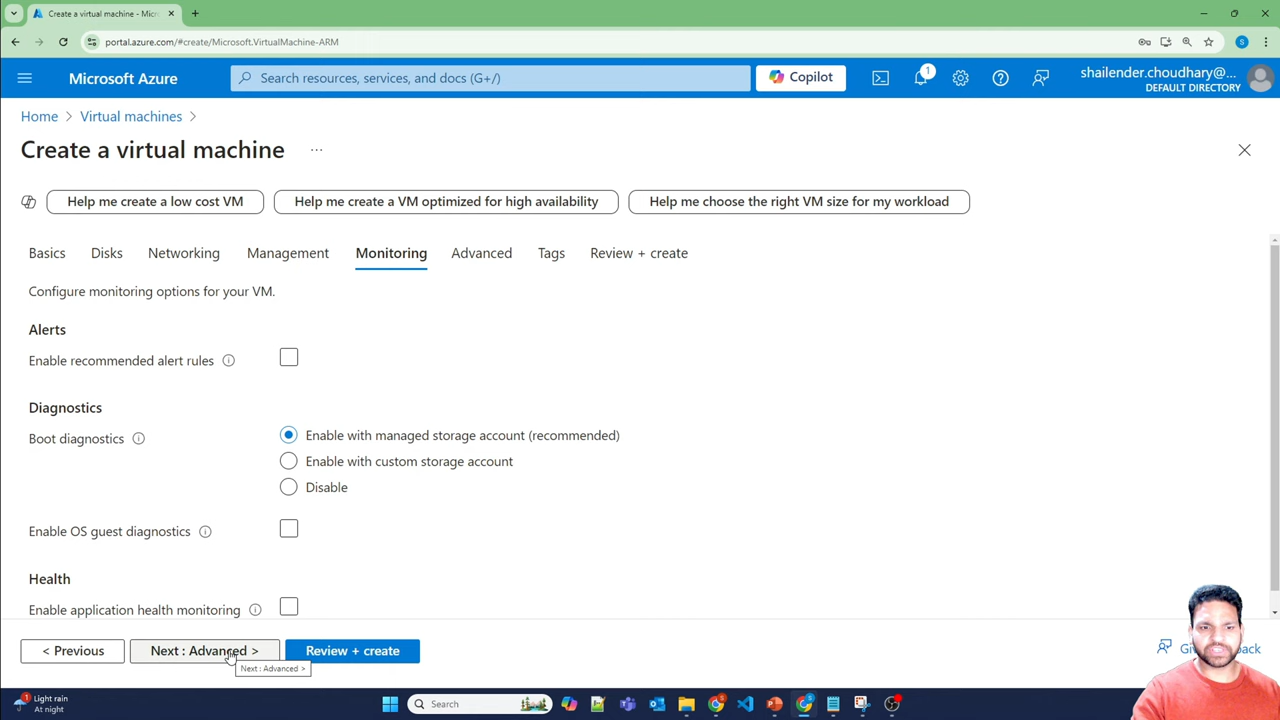 Create a virtual machine - Micr
portal.azure.com/#create/Microsoft.VirtualMachine-ARM
Microsoft Azure
Search resources, services, and docs (G+/)
Copilot
1
shailender.choudhary@...
DEFAULT DIRECTORY
Home > Virtual machines >
Create a virtual machine ...
Help me create a low cost VM
Help me create a VM optimized for high availability
Help me choose the right VM size for my workload
Basics Disks Networking Management Monitoring Advanced Tags Review + create
Configure monitoring options for your VM.
Alerts
Enable recommended alert rules
Diagnostics
Boot diagnostics
Enable with managed storage account (recommended)
Enable with custom storage account
Disable
Enable OS guest diagnostics
Health
Enable application health monitoring
< Previous
Next : Advanced >
Review + create
Next : Advanced >
1
Light rain
At night
Search